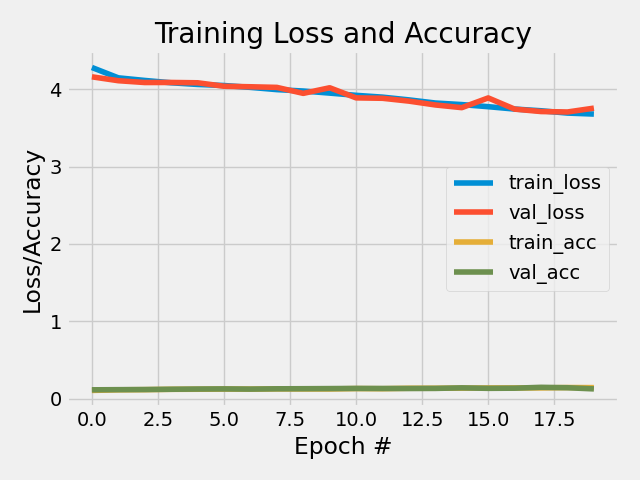 Training Loss and Accuracy
Loss/Accuracy
4
3
2
1
0
train_loss
val_loss
train_acc
val_acc
0.0 2.5 5.0 7.5 10.0 12.5 15.0 17.5
Epoch #